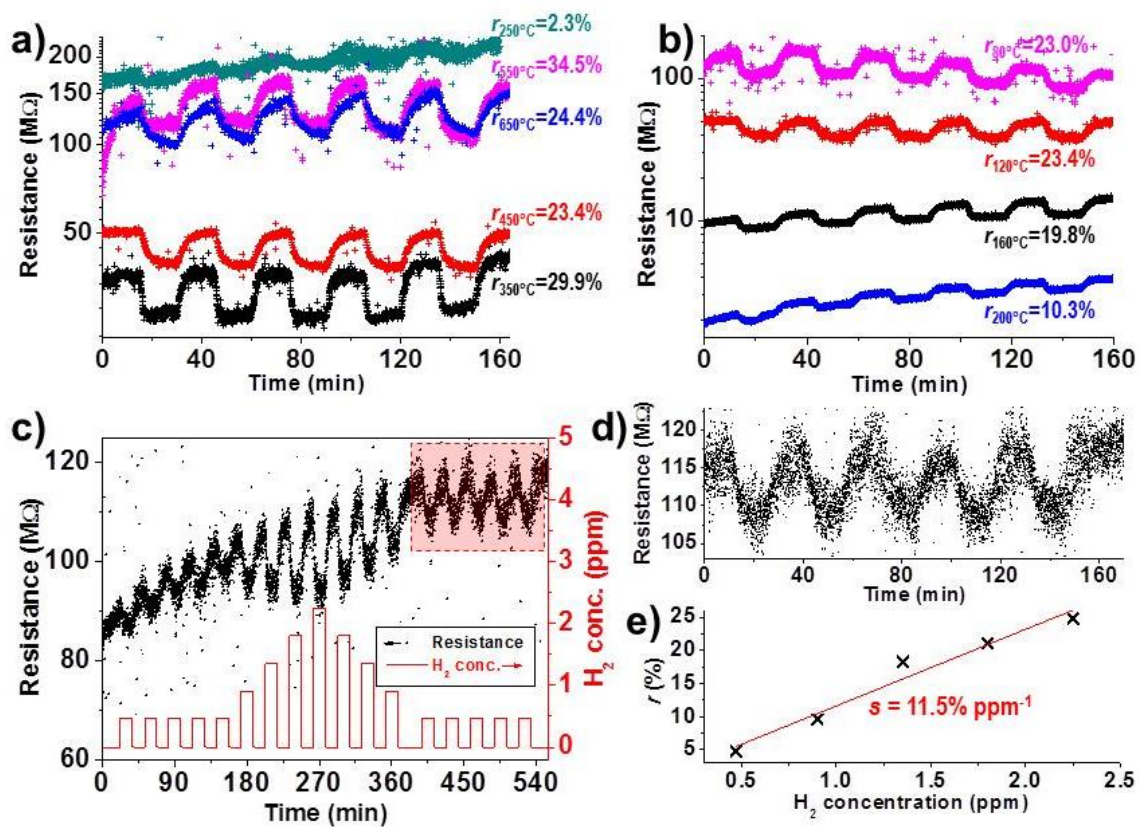 a)
200
150
100
50
Resistance (MΩ)
r250°C=2.3%
r550°C=34.5%
r650°C=24.4%
r450°C=23.4%
r350°C=29.9%
0 40 80 120 160
Time (min)
b)
100
10
Resistance (MΩ)
r80°C=23.0%
r120°C=23.4%
r160°C=19.8%
r200°C=10.3%
0 40 80 120 160
Time (min)
c)
120
100
80
60
Resistance (MΩ)
5
4
3
2
1
0
H2 conc. (ppm)
Resistance
H2 conc.
0 90 180 270 360 450 540
Time (min)
d)
120
115
110
105
Resistance (MΩ)
0 40 80 120 160
Time (min)
e)
25
20
15
10
5
r (%)
s = 11.5% ppm-1
0.5 1.0 1.5 2.0 2.5
H2 concentration (ppm)